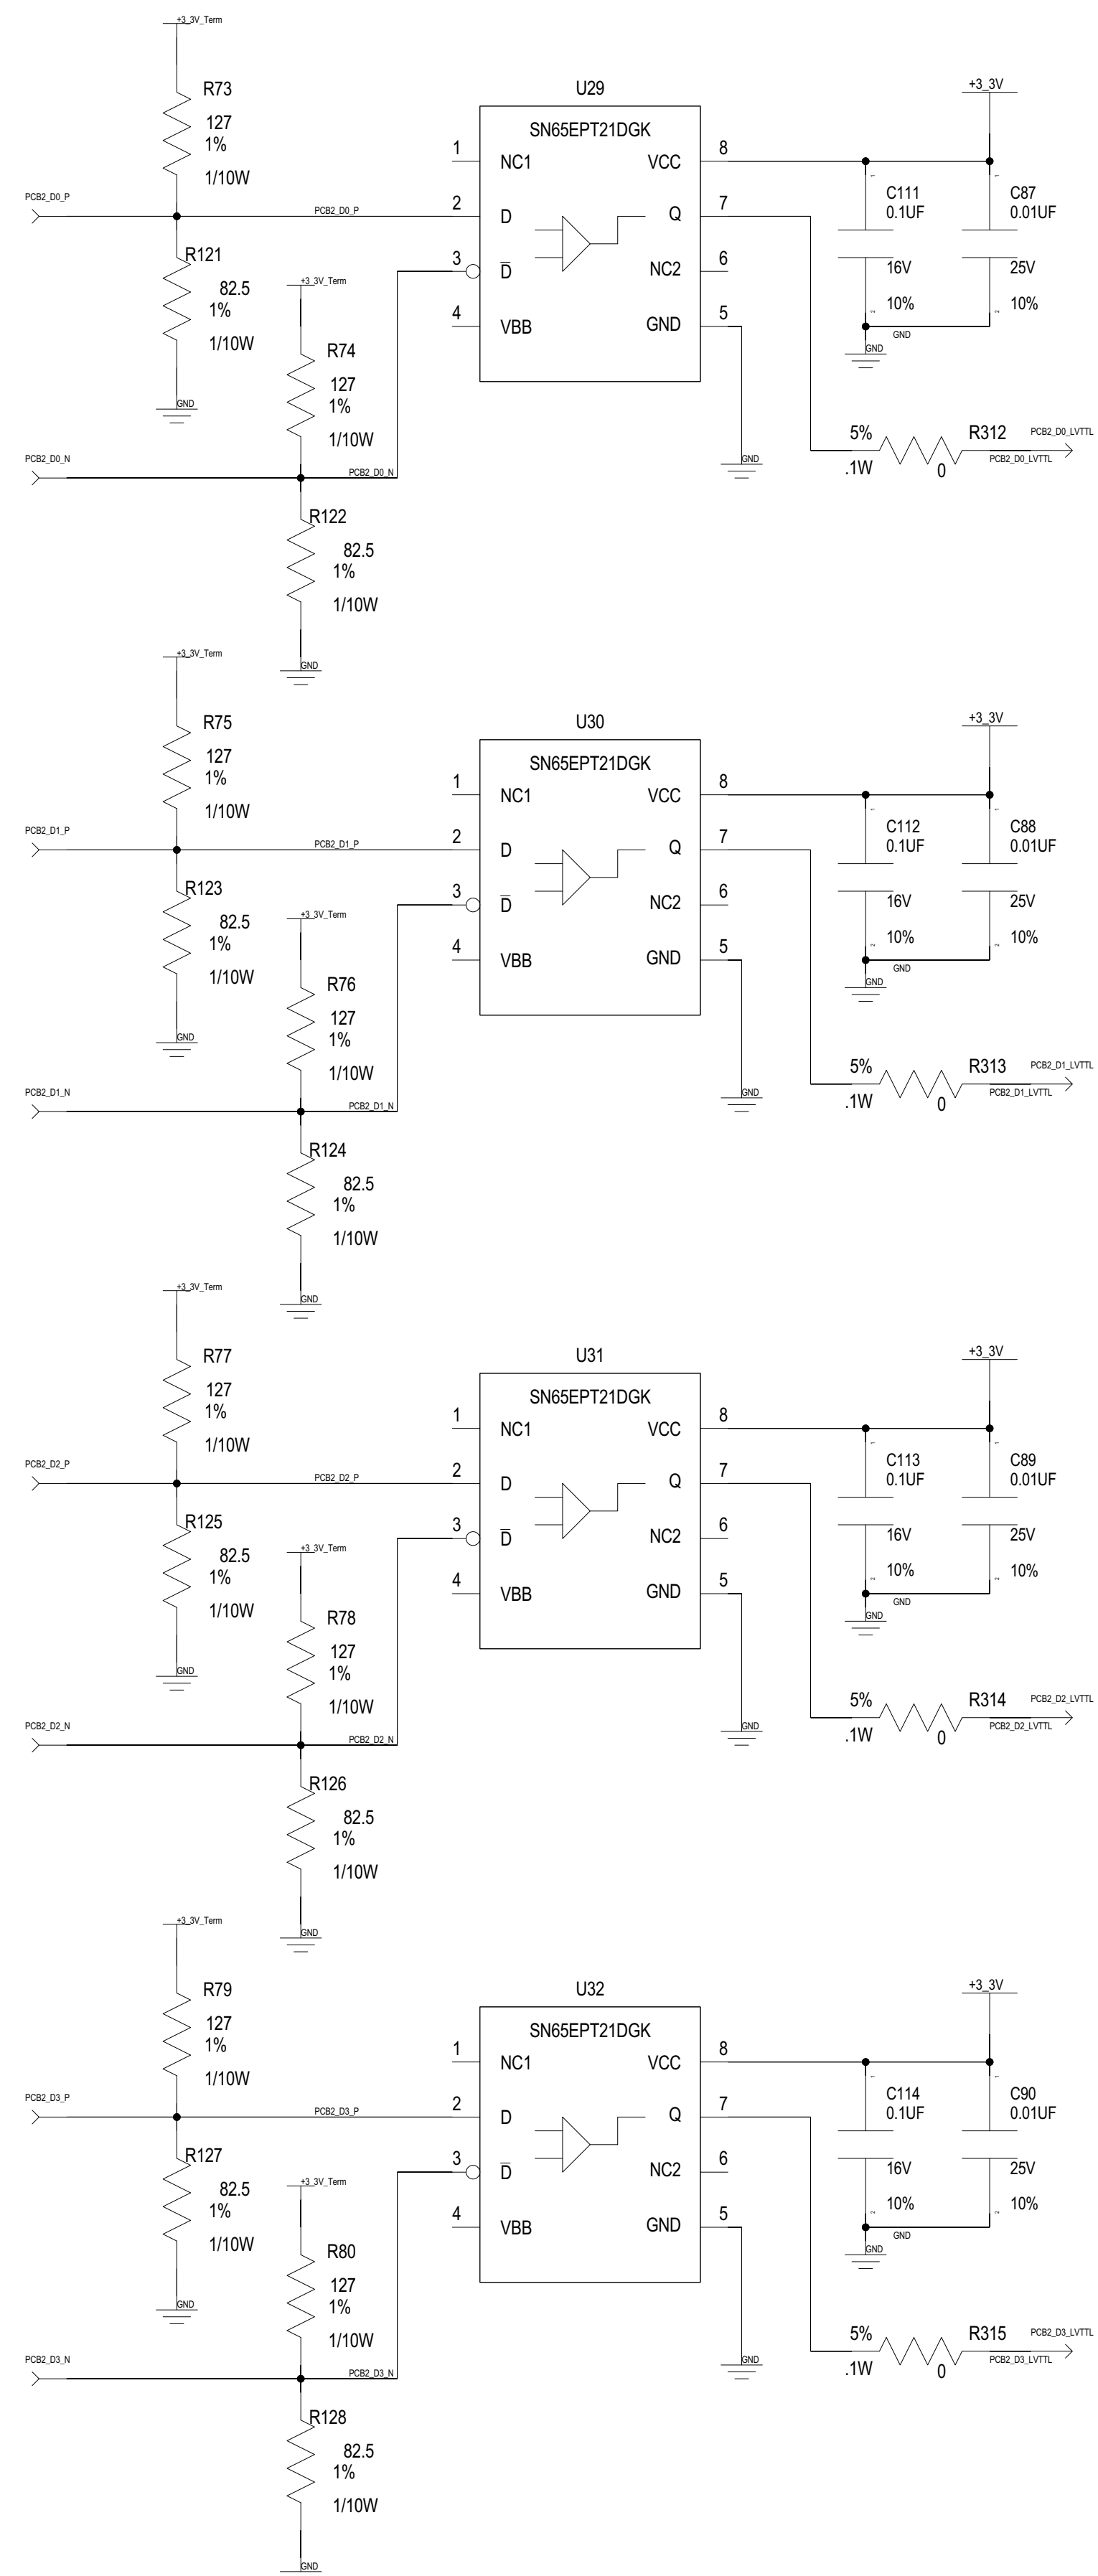 +3_3V_Term
R73
127
1%
1/10W
PCB2_D0_P
PCB2_D0_P
R121
82.5
1%
1/10W
GND
+3_3V_Term
R74
127
1%
1/10W
PCB2_D0_N
PCB2_D0_N
R122
82.5
1%
1/10W
GND
U29
SN65EPT21DGK
1 NC1 VCC 8
2 D Q 7
3 D̅ NC2 6
4 VBB GND 5
GND
+3_3V
C111
0.1UF
16V
10%
C87
0.01UF
25V
10%
GND
GND
5%
.1W
0
R312
PCB2_D0_LVTTL
PCB2_D0_LVTTL
+3_3V_Term
R75
127
1%
1/10W
PCB2_D1_P
PCB2_D1_P
R123
82.5
1%
1/10W
GND
+3_3V_Term
R76
127
1%
1/10W
PCB2_D1_N
PCB2_D1_N
R124
82.5
1%
1/10W
GND
U30
SN65EPT21DGK
1 NC1 VCC 8
2 D Q 7
3 D̅ NC2 6
4 VBB GND 5
GND
+3_3V
C112
0.1UF
16V
10%
C88
0.01UF
25V
10%
GND
GND
5%
.1W
0
R313
PCB2_D1_LVTTL
PCB2_D1_LVTTL
+3_3V_Term
R77
127
1%
1/10W
PCB2_D2_P
PCB2_D2_P
R125
82.5
1%
1/10W
GND
+3_3V_Term
R78
127
1%
1/10W
PCB2_D2_N
PCB2_D2_N
R126
82.5
1%
1/10W
GND
U31
SN65EPT21DGK
1 NC1 VCC 8
2 D Q 7
3 D̅ NC2 6
4 VBB GND 5
GND
+3_3V
C113
0.1UF
16V
10%
C89
0.01UF
25V
10%
GND
GND
5%
.1W
0
R314
PCB2_D2_LVTTL
PCB2_D2_LVTTL
+3_3V_Term
R79
127
1%
1/10W
PCB2_D3_P
PCB2_D3_P
R127
82.5
1%
1/10W
GND
+3_3V_Term
R80
127
1%
1/10W
PCB2_D3_N
PCB2_D3_N
R128
82.5
1%
1/10W
GND
U32
SN65EPT21DGK
1 NC1 VCC 8
2 D Q 7
3 D̅ NC2 6
4 VBB GND 5
GND
+3_3V
C114
0.1UF
16V
10%
C90
0.01UF
25V
10%
GND
GND
5%
.1W
0
R315
PCB2_D3_LVTTL
PCB2_D3_LVTTL